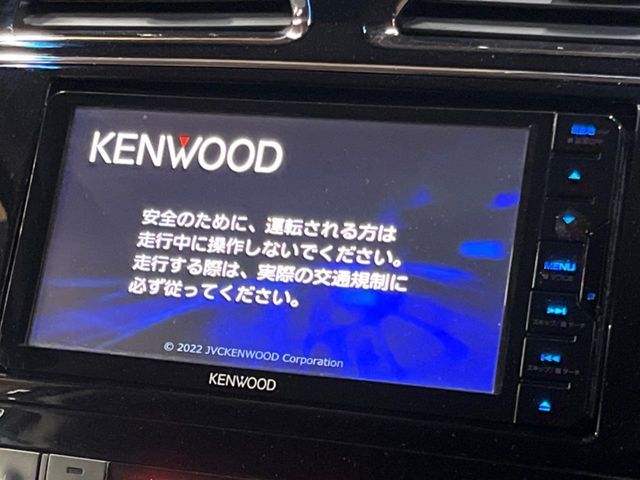 KENWOOD
安全のために、運転される方は
走行中に操作しないでください。
走行する際は、実際の交通規制に
必ず従ってください。
© 2022 JVCKENWOOD Corporation
KENWOOD
MENU